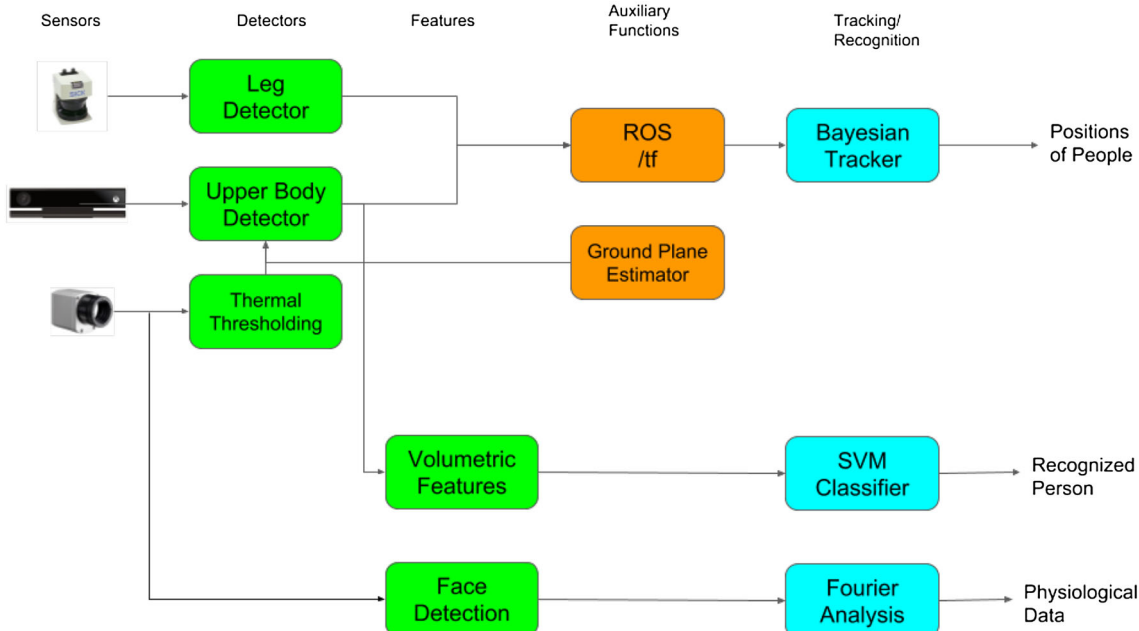 Sensors
Detectors
Features
Auxiliary
Functions
Tracking/
Recognition
Leg
Detector
ROS
/tf
Bayesian
Tracker
Positions
of People
SICK
Upper Body
Detector
Ground Plane
Estimator
Thermal
Thresholding
Volumetric
Features
SVM
Classifier
Recognized
Person
Face
Detection
Fourier
Analysis
Physiological
Data